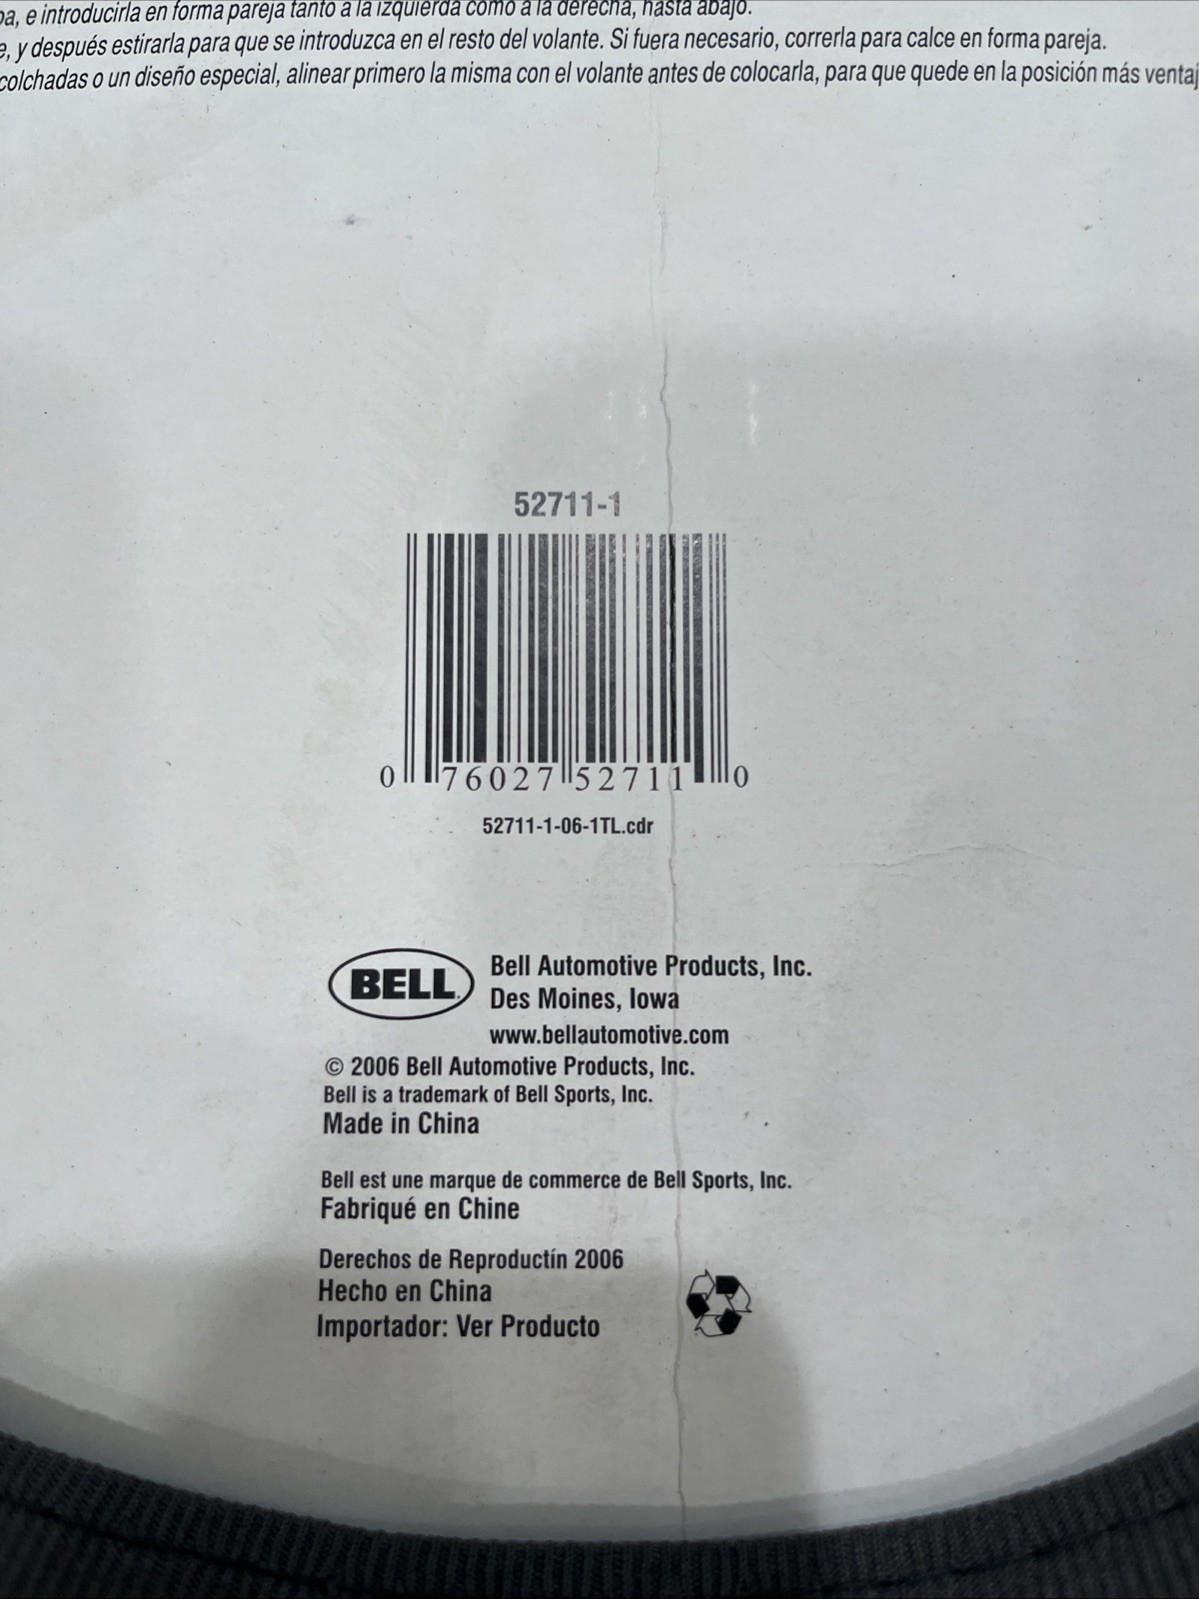 , e introducirla en forma pareja tanto a la izquierda como a la derecha, hasta abajo.
e, y después estirarla para que se introduzca en el resto del volante. Si fuera necesario, correrla para calce en forma pareja.
colchadas o un diseño especial, alinear primero la misma con el volante antes de colocarla, para que quede en la posición más ventaj
52711-1
0 76027 52711 0
52711-1-06-1TL.cdr
BELL
Bell Automotive Products, Inc.
Des Moines, Iowa
www.bellautomotive.com
© 2006 Bell Automotive Products, Inc.
Bell is a trademark of Bell Sports, Inc.
Made in China
Bell est une marque de commerce de Bell Sports, Inc.
Fabriqué en Chine
Derechos de Reproductín 2006
Hecho en China
Importador: Ver Producto